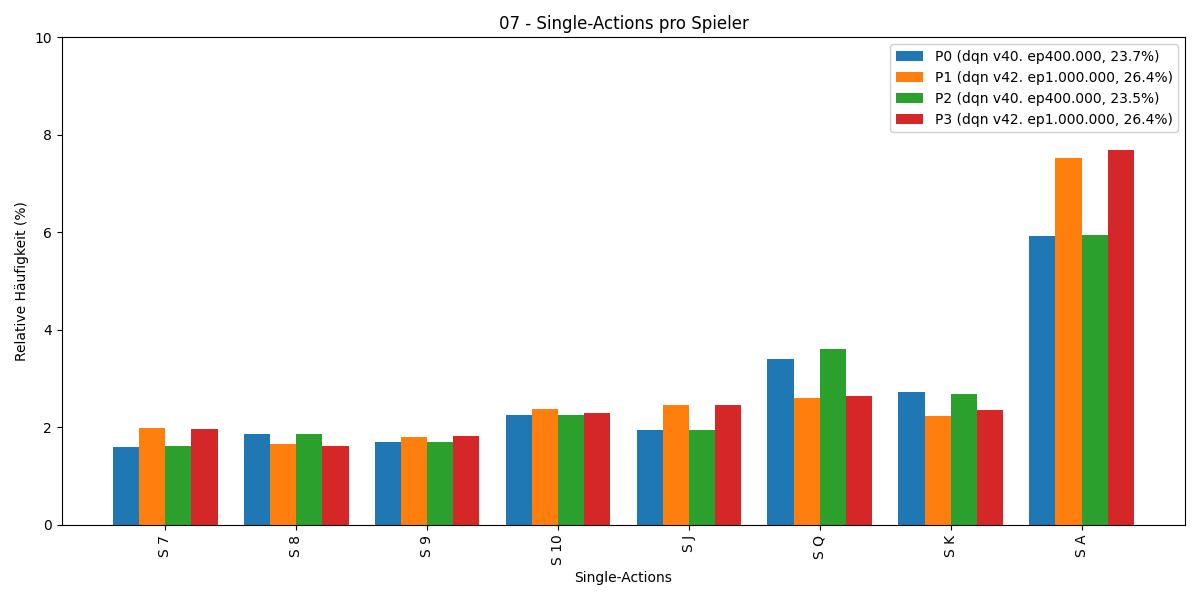 07 - Single-Actions pro Spieler
P0 (dqn v40. ep400.000, 23.7%)
P1 (dqn v42. ep1.000.000, 26.4%)
P2 (dqn v40. ep400.000, 23.5%)
P3 (dqn v42. ep1.000.000, 26.4%)
Relative Häufigkeit (%)
10
8
6
4
2
0
S 7
S 8
S 9
S 10
S J
S Q
S K
S A
Single-Actions